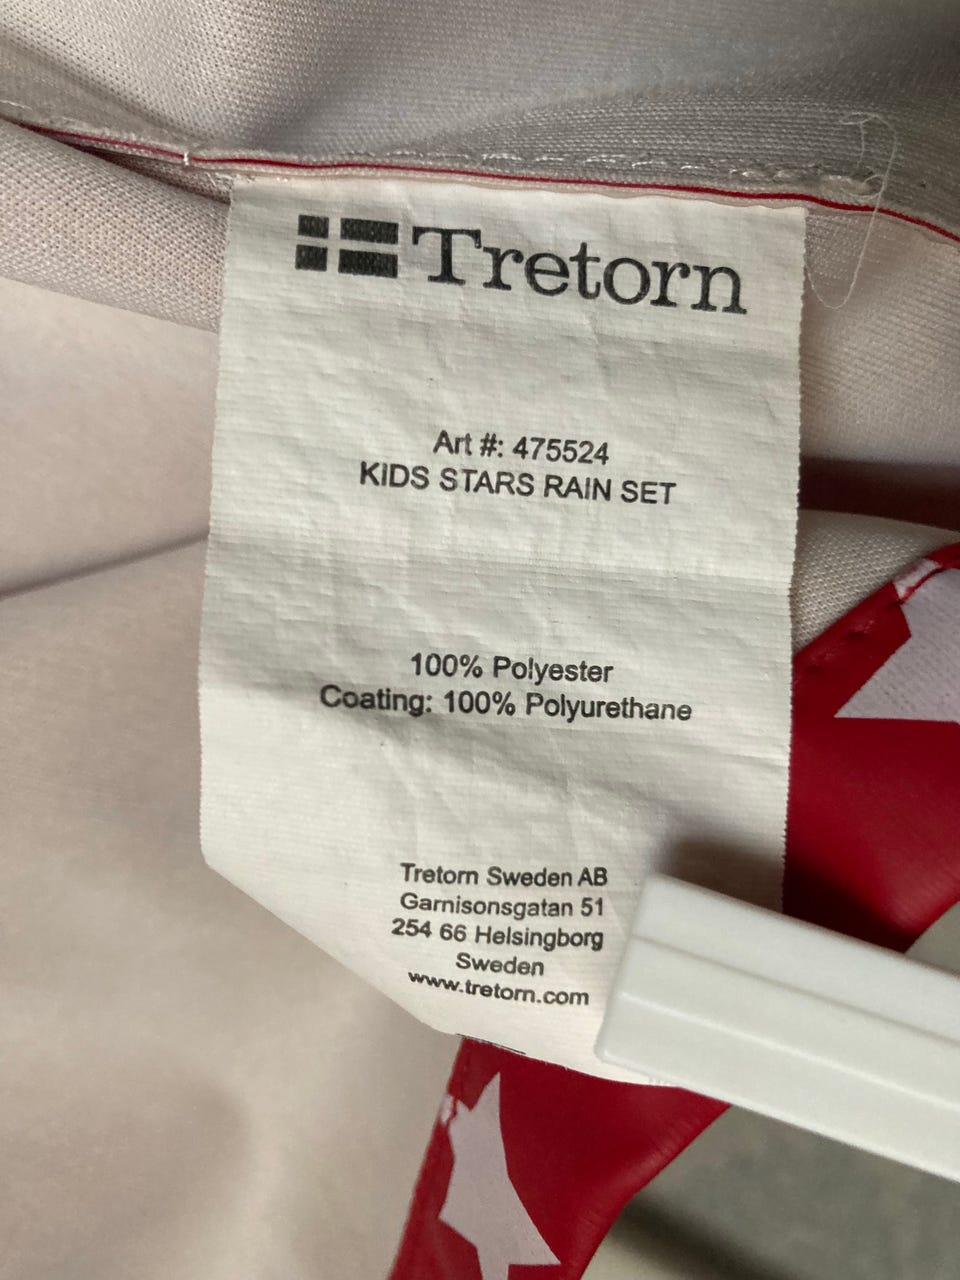 Tretorn
Art #: 475524
KIDS STARS RAIN SET
100% Polyester
Coating: 100% Polyurethane
Tretorn Sweden AB
Garnisonsgatan 51
254 66 Helsingborg
Sweden
www.tretorn.com